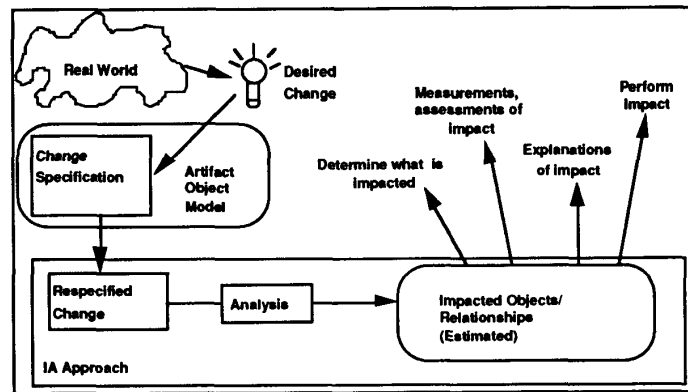 Real World
Desired
Change
Measurements,
assessments of
impact
Perform
impact
Explanations
of impact
Determine what is
impacted
Change
Specification
Artifact
Object
Model
Respecified
Change
Analysis
Impacted Objects/
Relationships
(Estimated)
IA Approach